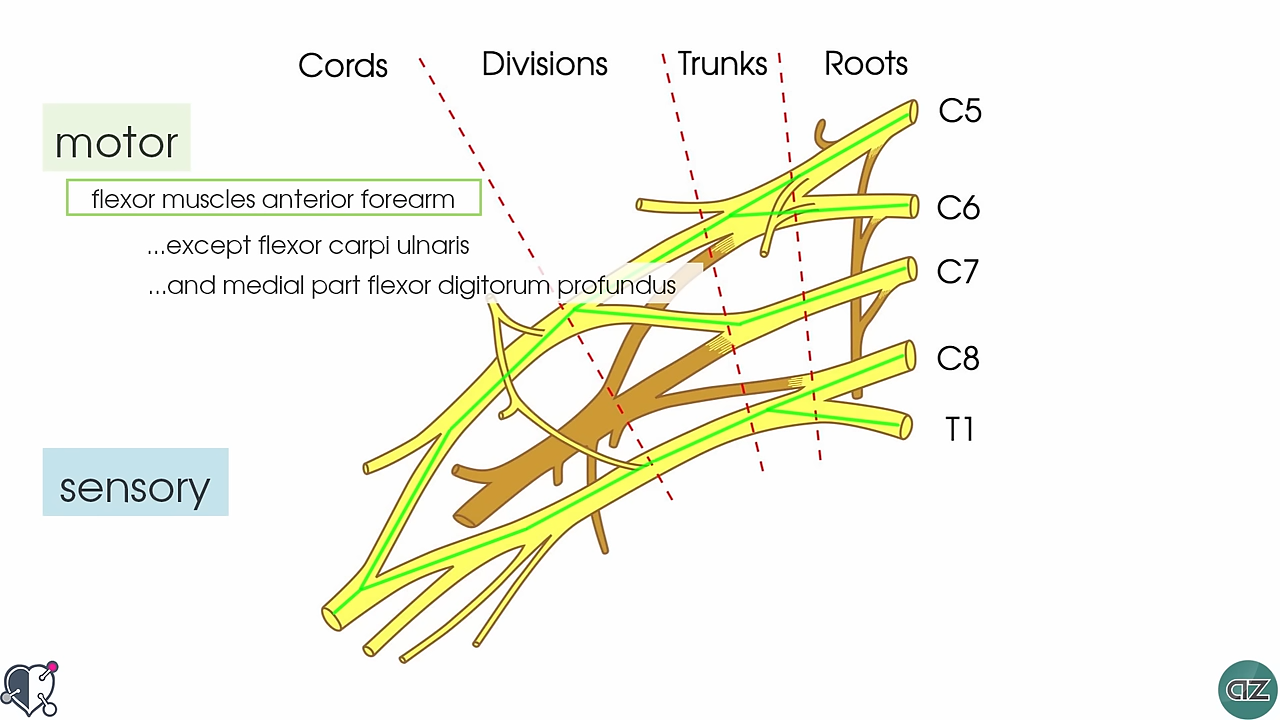 Cords Divisions Trunks Roots
C5
motor
flexor muscles anterior forearm
C6
...except flexor carpi ulnaris
C7
...and medial part flexor digitorum profundus
C8
T1
sensory
az